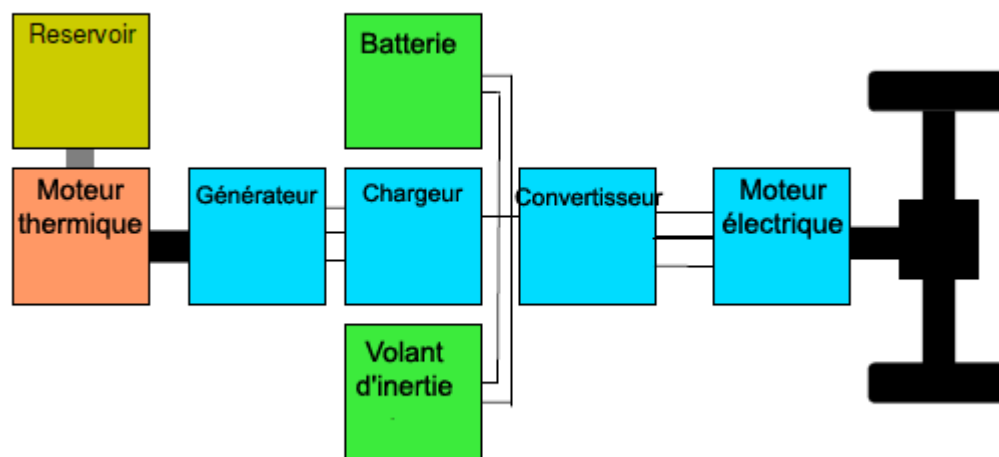 Reservoir
Batterie
Moteur
thermique
Générateur
Chargeur
Convertisseur
Moteur
électrique
Volant
d'inertie